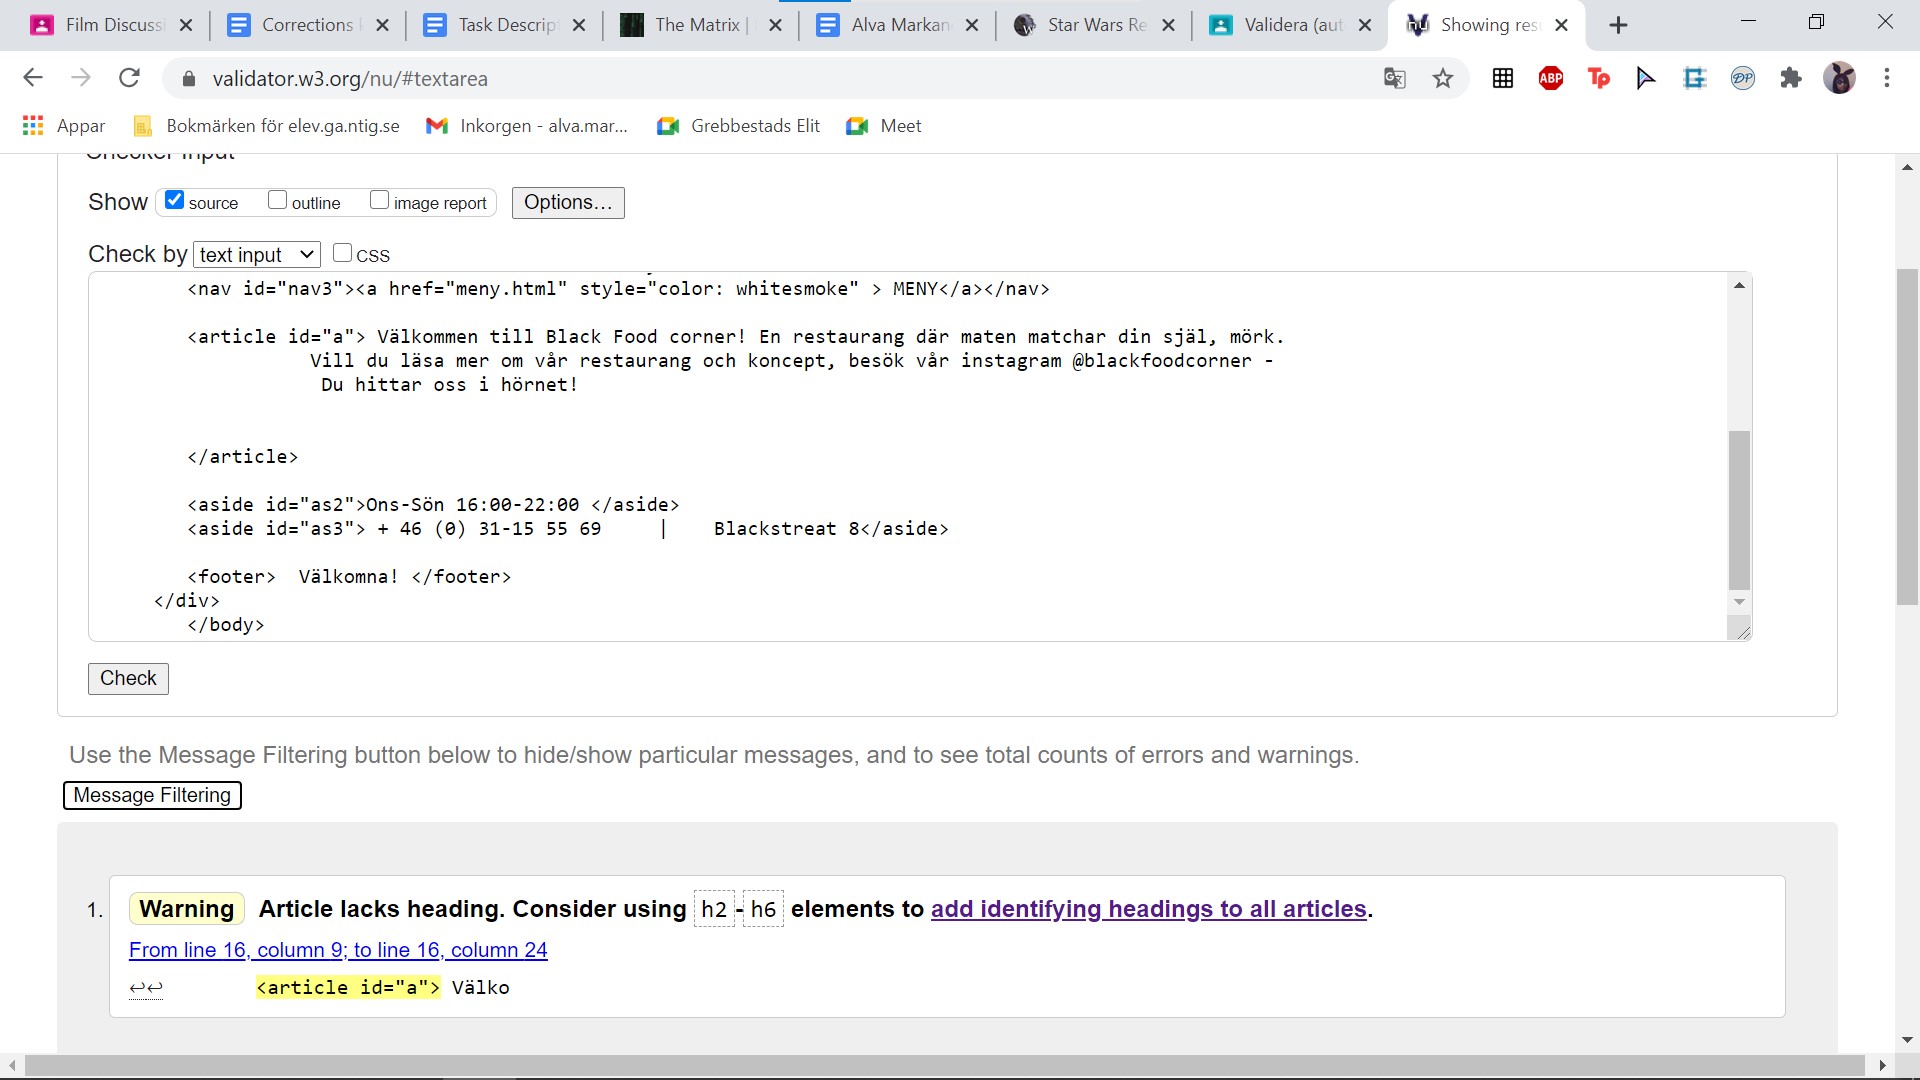 Film Discussi
Corrections
Task Descrip
The Matrix |
Alva Markan
Star Wars Re
Validera (aut
Showing res
validator.w3.org/nu/#textarea
ABP
Tp
DP
Appar
Bokmärken för elev.ga.ntig.se
Inkorgen - alva.mar...
Grebbestads Elit
Meet
Checker Input
Show source outline image report Options...
Check by text input CSS
<nav id="nav3"><a href="meny.html" style="color: whitesmoke" > MENY</a></nav>
<article id="a"> Välkommen till Black Food corner! En restaurang där maten matchar din själ, mörk.
Vill du läsa mer om vår restaurang och koncept, besök vår instagram @blackfoodcorner -
Du hittar oss i hörnet!
</article>
<aside id="as2">Ons-Sön 16:00-22:00 </aside>
<aside id="as3"> + 46 (0) 31-15 55 69     |    Blackstreat 8</aside>
<footer>  Välkomna! </footer>
</div>
</body>
Check
Use the Message Filtering button below to hide/show particular messages, and to see total counts of errors and warnings.
Message Filtering
1. Warning Article lacks heading. Consider using h2-h6 elements to add identifying headings to all articles.
From line 16, column 9; to line 16, column 24
↩↩ <article id="a"> Välko